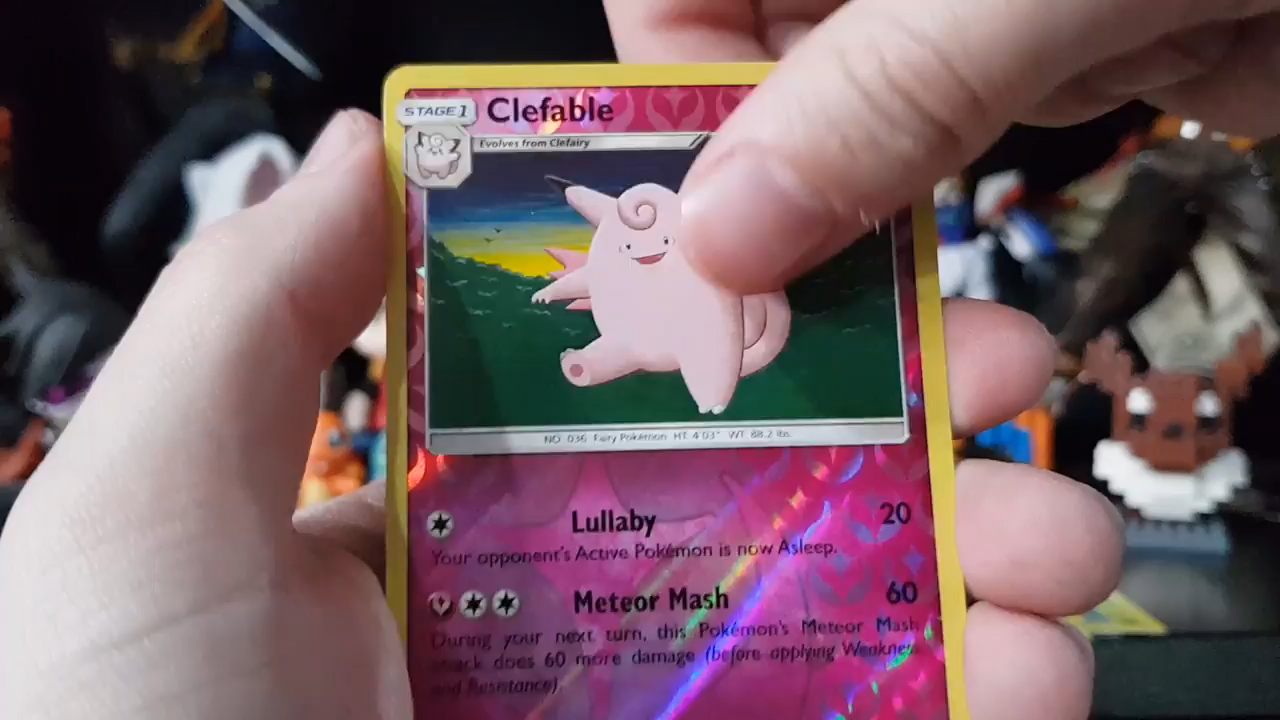 STAGE 1 Clefable
Evolves from Clefairy
NO. 036 Fairy Pokémon HT: 4'03" WT: 88.2 lbs.
Lullaby 20
Your opponent's Active Pokémon is now Asleep.
Meteor Mash 60
During your next turn, this Pokémon's Meteor Mash
attack does 60 more damage (before applying Weakness
and Resistance).